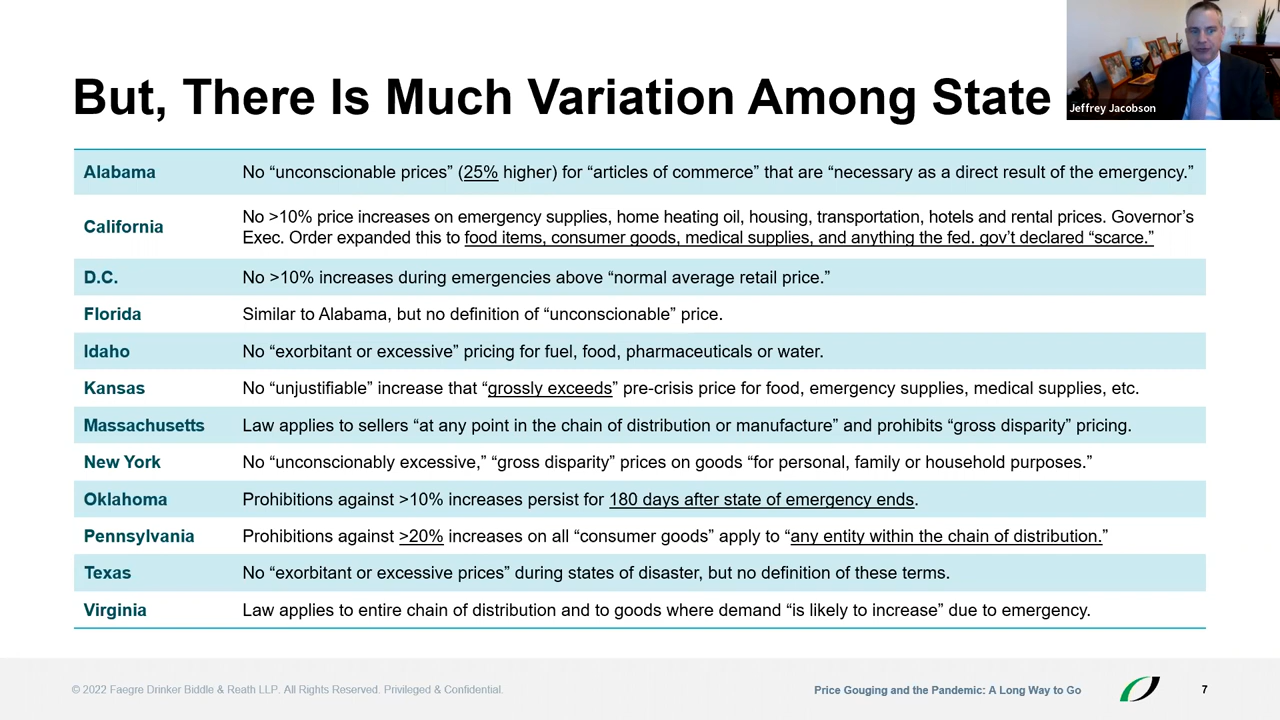 But, There Is Much Variation Among State
Jeffrey Jacobson
Alabama No “unconscionable prices” (25% higher) for “articles of commerce” that are “necessary as a direct result of the emergency.”
California No >10% price increases on emergency supplies, home heating oil, housing, transportation, hotels and rental prices. Governor’s
Exec. Order expanded this to food items, consumer goods, medical supplies, and anything the fed. gov’t declared “scarce.”
D.C. No >10% increases during emergencies above “normal average retail price.”
Florida Similar to Alabama, but no definition of “unconscionable” price.
Idaho No “exorbitant or excessive” pricing for fuel, food, pharmaceuticals or water.
Kansas No “unjustifiable” increase that “grossly exceeds” pre-crisis price for food, emergency supplies, medical supplies, etc.
Massachusetts Law applies to sellers “at any point in the chain of distribution or manufacture” and prohibits “gross disparity” pricing.
New York No “unconscionably excessive,” “gross disparity” prices on goods “for personal, family or household purposes.”
Oklahoma Prohibitions against >10% increases persist for 180 days after state of emergency ends.
Pennsylvania Prohibitions against >20% increases on all “consumer goods” apply to “any entity within the chain of distribution.”
Texas No “exorbitant or excessive prices” during states of disaster, but no definition of these terms.
Virginia Law applies to entire chain of distribution and to goods where demand “is likely to increase” due to emergency.
© 2022 Faegre Drinker Biddle & Reath LLP. All Rights Reserved. Privileged & Confidential.
Price Gouging and the Pandemic: A Long Way to Go
7